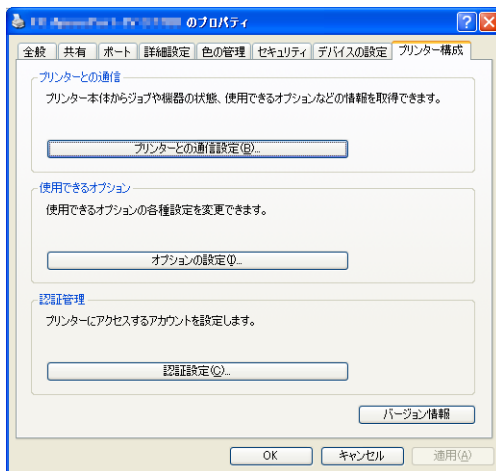 のプロパティ
全般 共有 ポート 詳細設定 色の管理 セキュリティ デバイスの設定 プリンター構成
プリンターとの通信
プリンター本体からジョブや機器の状態、使用できるオプションなどの情報を取得できます。
プリンターとの通信設定(B)...
使用できるオプション
使用できるオプションの各種設定を変更できます。
オプションの設定(I)...
認証管理
プリンターにアクセスするアカウントを設定します。
認証設定(C)...
バージョン情報
OK キャンセル 適用(A)